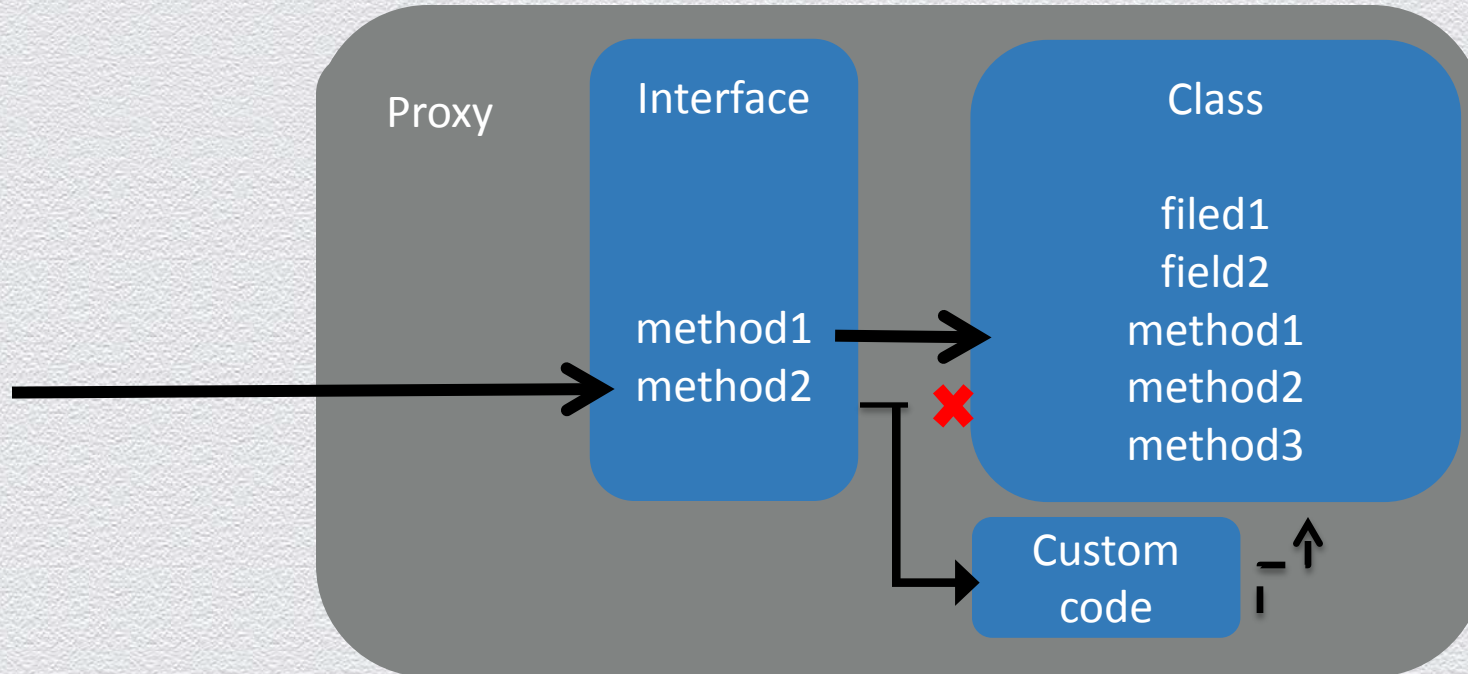 Proxy
Interface
method1
method2
Class
filed1
field2
method1
method2
method3
Custom
code